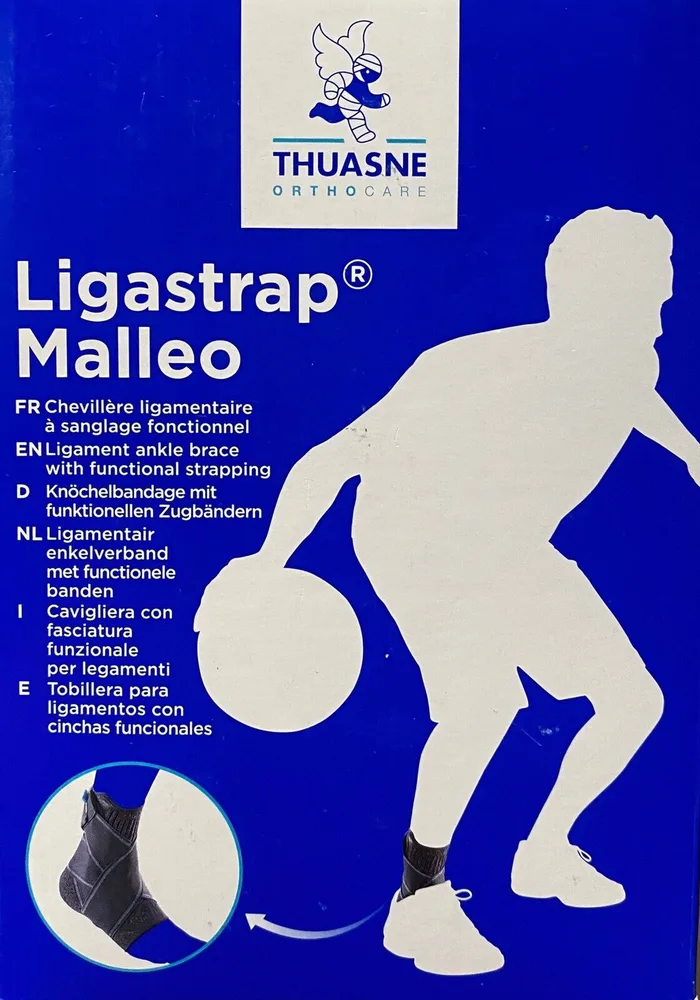 THUASNE
ORTHOCARE
Ligastrap®
Malleo
FR Chevillère ligamentaire
à sanglage fonctionnel
EN Ligament ankle brace
with functional strapping
D Knöchelbandage mit
funktionellen Zugbändern
NL Ligamentair
enkelverband
met functionele
banden
I Cavigliera con
fasciatura
funzionale
per legamenti
E Tobillera para
ligamentos con
cinchas funcionales